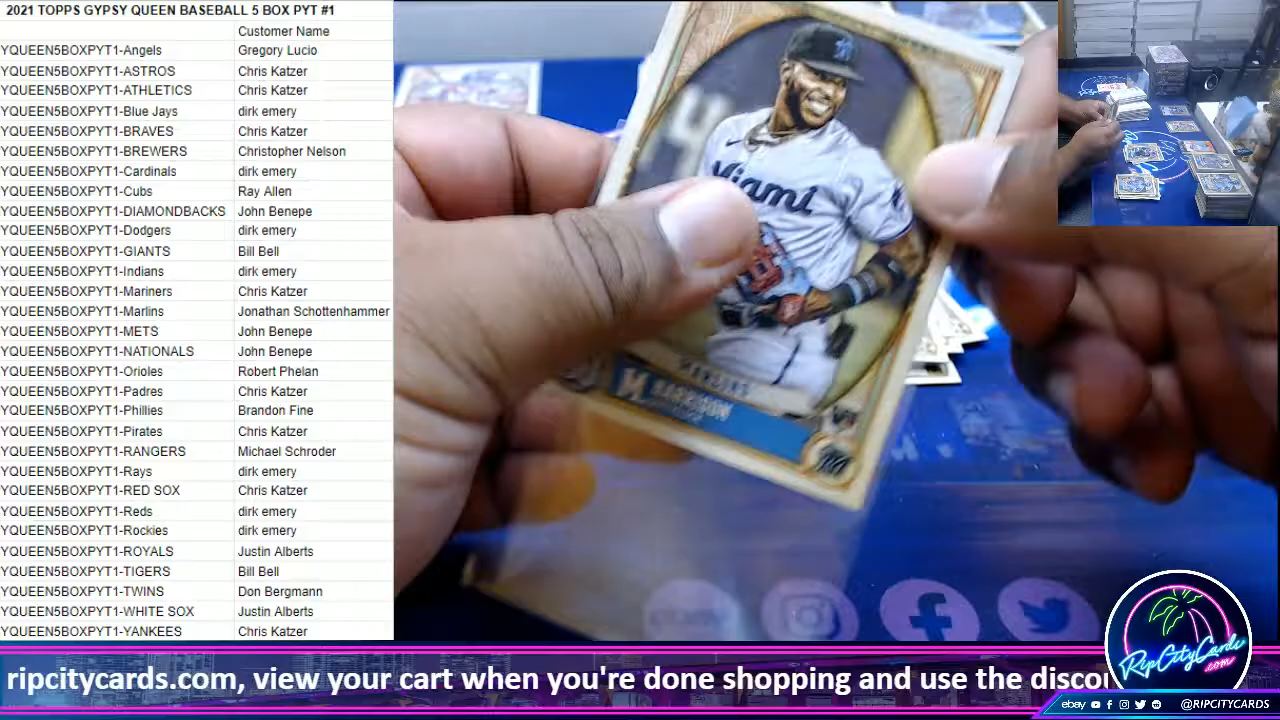 2021 TOPPS GYPSY QUEEN BASEBALL 5 BOX PYT #1
Customer Name
YQUEEN5BOXPYT1-Angels Gregory Lucio
YQUEEN5BOXPYT1-ASTROS Chris Katzer
YQUEEN5BOXPYT1-ATHLETICS Chris Katzer
YQUEEN5BOXPYT1-Blue Jays dirk emery
YQUEEN5BOXPYT1-BRAVES Chris Katzer
YQUEEN5BOXPYT1-BREWERS Christopher Nelson
YQUEEN5BOXPYT1-Cardinals dirk emery
YQUEEN5BOXPYT1-Cubs Ray Allen
YQUEEN5BOXPYT1-DIAMONDBACKS John Benepe
YQUEEN5BOXPYT1-Dodgers dirk emery
YQUEEN5BOXPYT1-GIANTS Bill Bell
YQUEEN5BOXPYT1-Indians dirk emery
YQUEEN5BOXPYT1-Mariners Chris Katzer
YQUEEN5BOXPYT1-Marlins Jonathan Schottenhammer
YQUEEN5BOXPYT1-METS John Benepe
YQUEEN5BOXPYT1-NATIONALS John Benepe
YQUEEN5BOXPYT1-Orioles Robert Phelan
YQUEEN5BOXPYT1-Padres Chris Katzer
YQUEEN5BOXPYT1-Phillies Brandon Fine
YQUEEN5BOXPYT1-Pirates Chris Katzer
YQUEEN5BOXPYT1-RANGERS Michael Schroder
YQUEEN5BOXPYT1-Rays dirk emery
YQUEEN5BOXPYT1-RED SOX Chris Katzer
YQUEEN5BOXPYT1-Reds dirk emery
YQUEEN5BOXPYT1-Rockies dirk emery
YQUEEN5BOXPYT1-ROYALS Justin Alberts
YQUEEN5BOXPYT1-TIGERS Bill Bell
YQUEEN5BOXPYT1-TWINS Don Bergmann
YQUEEN5BOXPYT1-WHITE SOX Justin Alberts
YQUEEN5BOXPYT1-YANKEES Chris Katzer
Miami
MARLINS
ripcitycards.com, view your cart when you're done shopping and use the disco
RipCityCards
.com
ebay @RIPCITYCARDS